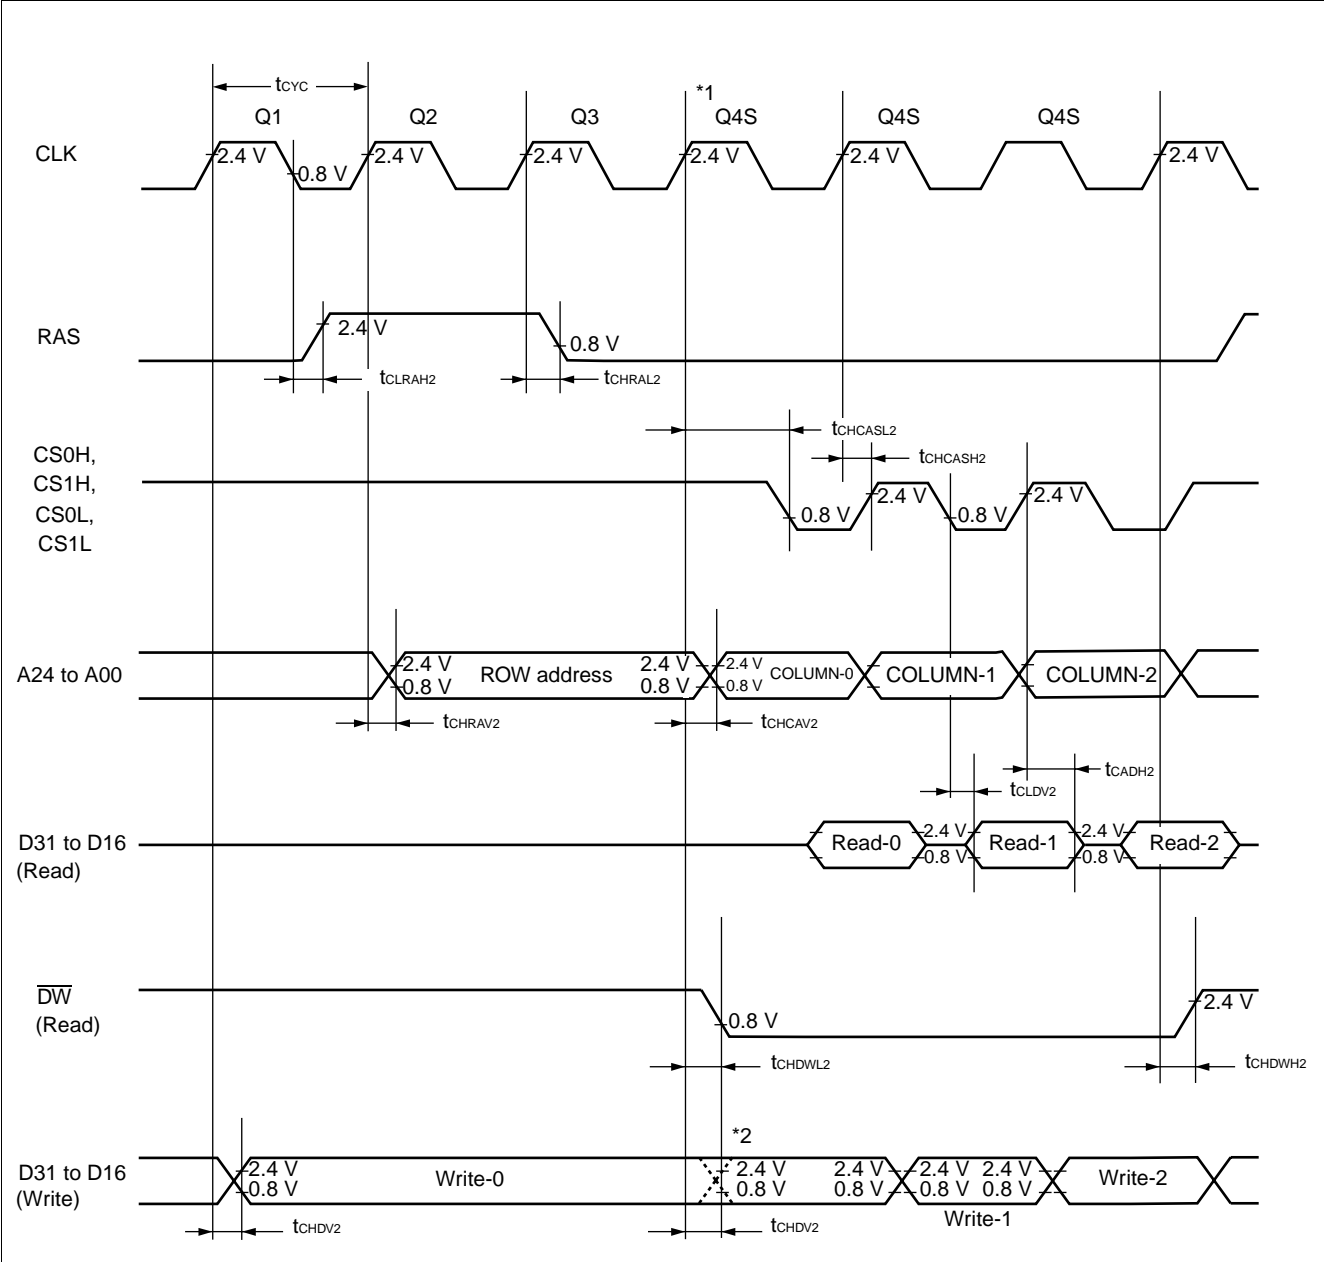 *1
tCYC
Q1 Q2 Q3 Q4S Q4S Q4S
CLK
2.4 V 0.8 V 2.4 V 2.4 V 2.4 V 2.4 V 2.4 V
RAS
2.4 V 0.8 V
tCLRAH2 tCHRAL2
tCHCASL2
tCHCASH2
CS0H,
CS1H,
CS0L,
CS1L
0.8 V 2.4 V 0.8 V 2.4 V
A24 to A00
2.4 V ROW address 2.4 V 2.4 V COLUMN-0 COLUMN-1 COLUMN-2
0.8 V 0.8 V 0.8 V
tCHRAV2 tCHCAV2
tCADH2
tCLDV2
D31 to D16
(Read)
Read-0 2.4 V Read-1 2.4 V Read-2
0.8 V 0.8 V
DW
(Read)
0.8 V 2.4 V
tCHDWL2 tCHDWH2
*2
D31 to D16
(Write)
2.4 V Write-0 2.4 V 2.4 V 2.4 V 2.4 V Write-2
0.8 V 0.8 V 0.8 V 0.8 V 0.8 V
Write-1
tCHDV2 tCHDV2